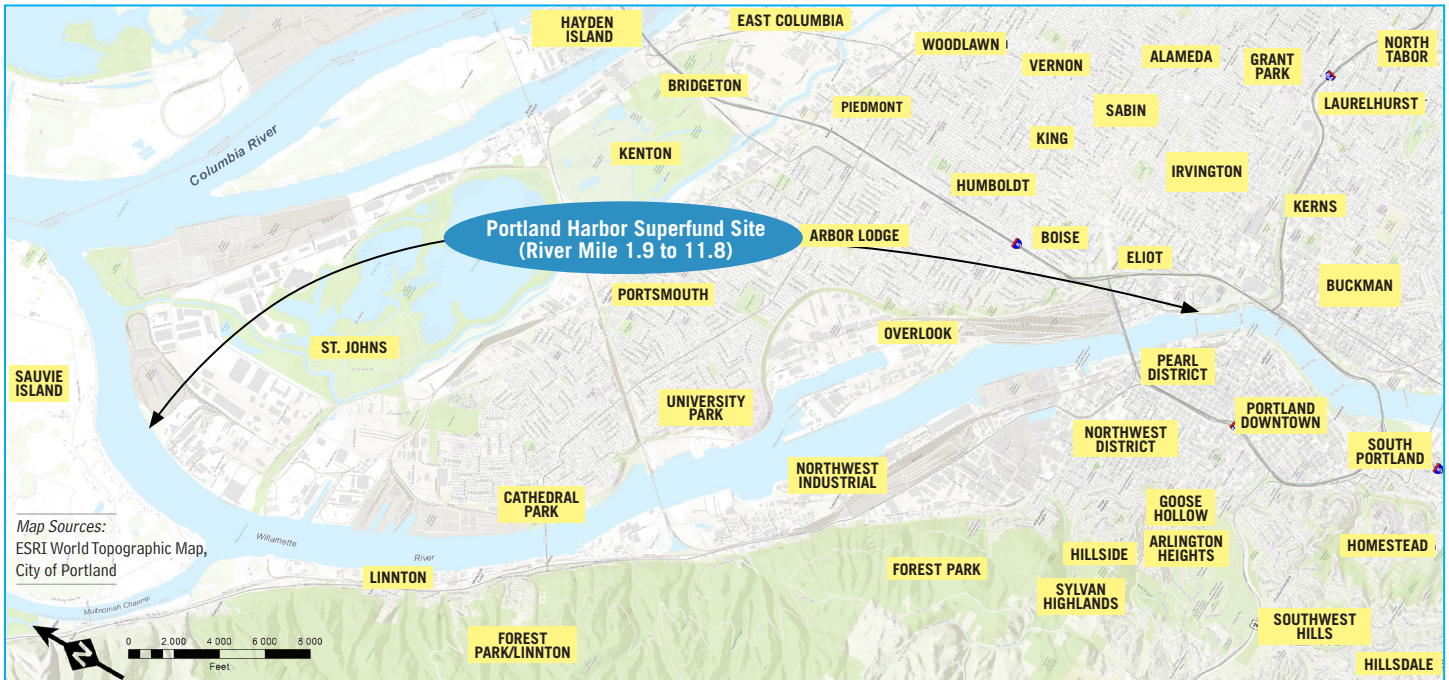 HAYDEN
ISLAND
EAST COLUMBIA
WOODLAWN
VERNON
ALAMEDA
GRANT
PARK
NORTH
TABOR
BRIDGETON
PIEDMONT
SABIN
LAURELHURST
Columbia River
KENTON
KING
IRVINGTON
HUMBOLDT
KERNS
Portland Harbor Superfund Site
(River Mile 1.9 to 11.8)
ARBOR LODGE
BOISE
ELIOT
BUCKMAN
PORTSMOUTH
OVERLOOK
ST. JOHNS
SAUVIE
ISLAND
PEARL
DISTRICT
UNIVERSITY
PARK
PORTLAND
DOWNTOWN
NORTHWEST
DISTRICT
SOUTH
PORTLAND
NORTHWEST
INDUSTRIAL
CATHEDRAL
PARK
GOOSE
HOLLOW
Map Sources:
ESRI World Topographic Map,
City of Portland
Willamette
River
ARLINGTON
HEIGHTS
HILLSIDE
HOMESTEAD
LINNTON
FOREST PARK
SYLVAN
HIGHLANDS
Multnomah Channel
SOUTHWEST
HILLS
FOREST
PARK/LINNTON
HILLSDALE
N
0 2 000 4 000 6 000 8 000
Feet